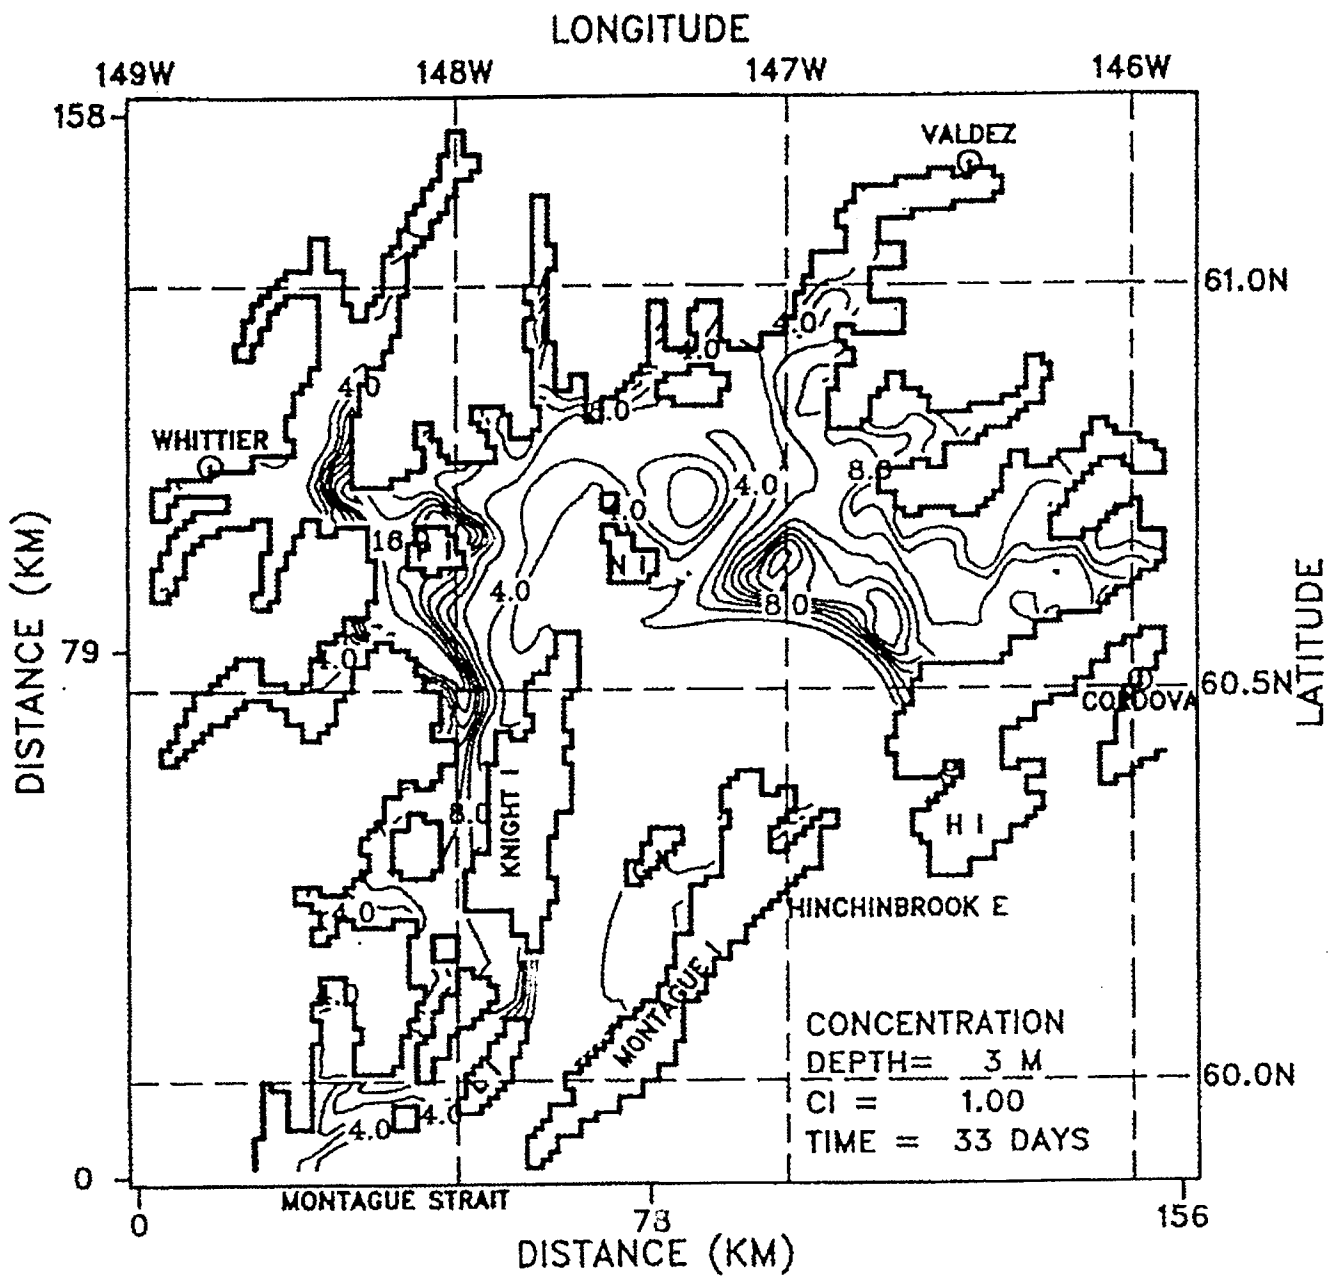 LONGITUDE
149W 148W 147W 146W
158
VALDEZ
61.0N
4.0
4.0
4.0
WHITTIER
8.0
4.0
4.0
N I
4.0
8.0
79
4.0
60.5N
CORDOVA
DISTANCE (KM)
LATITUDE
8.0
KNIGHT I
H I
4.0
HINCHINBROOK E
MONTAGUE I
CONCENTRATION
DEPTH= 3 M
60.0N
CI = 1.00
4.0 4.0
TIME = 33 DAYS
0
MONTAGUE STRAIT
0 78 156
DISTANCE (KM)